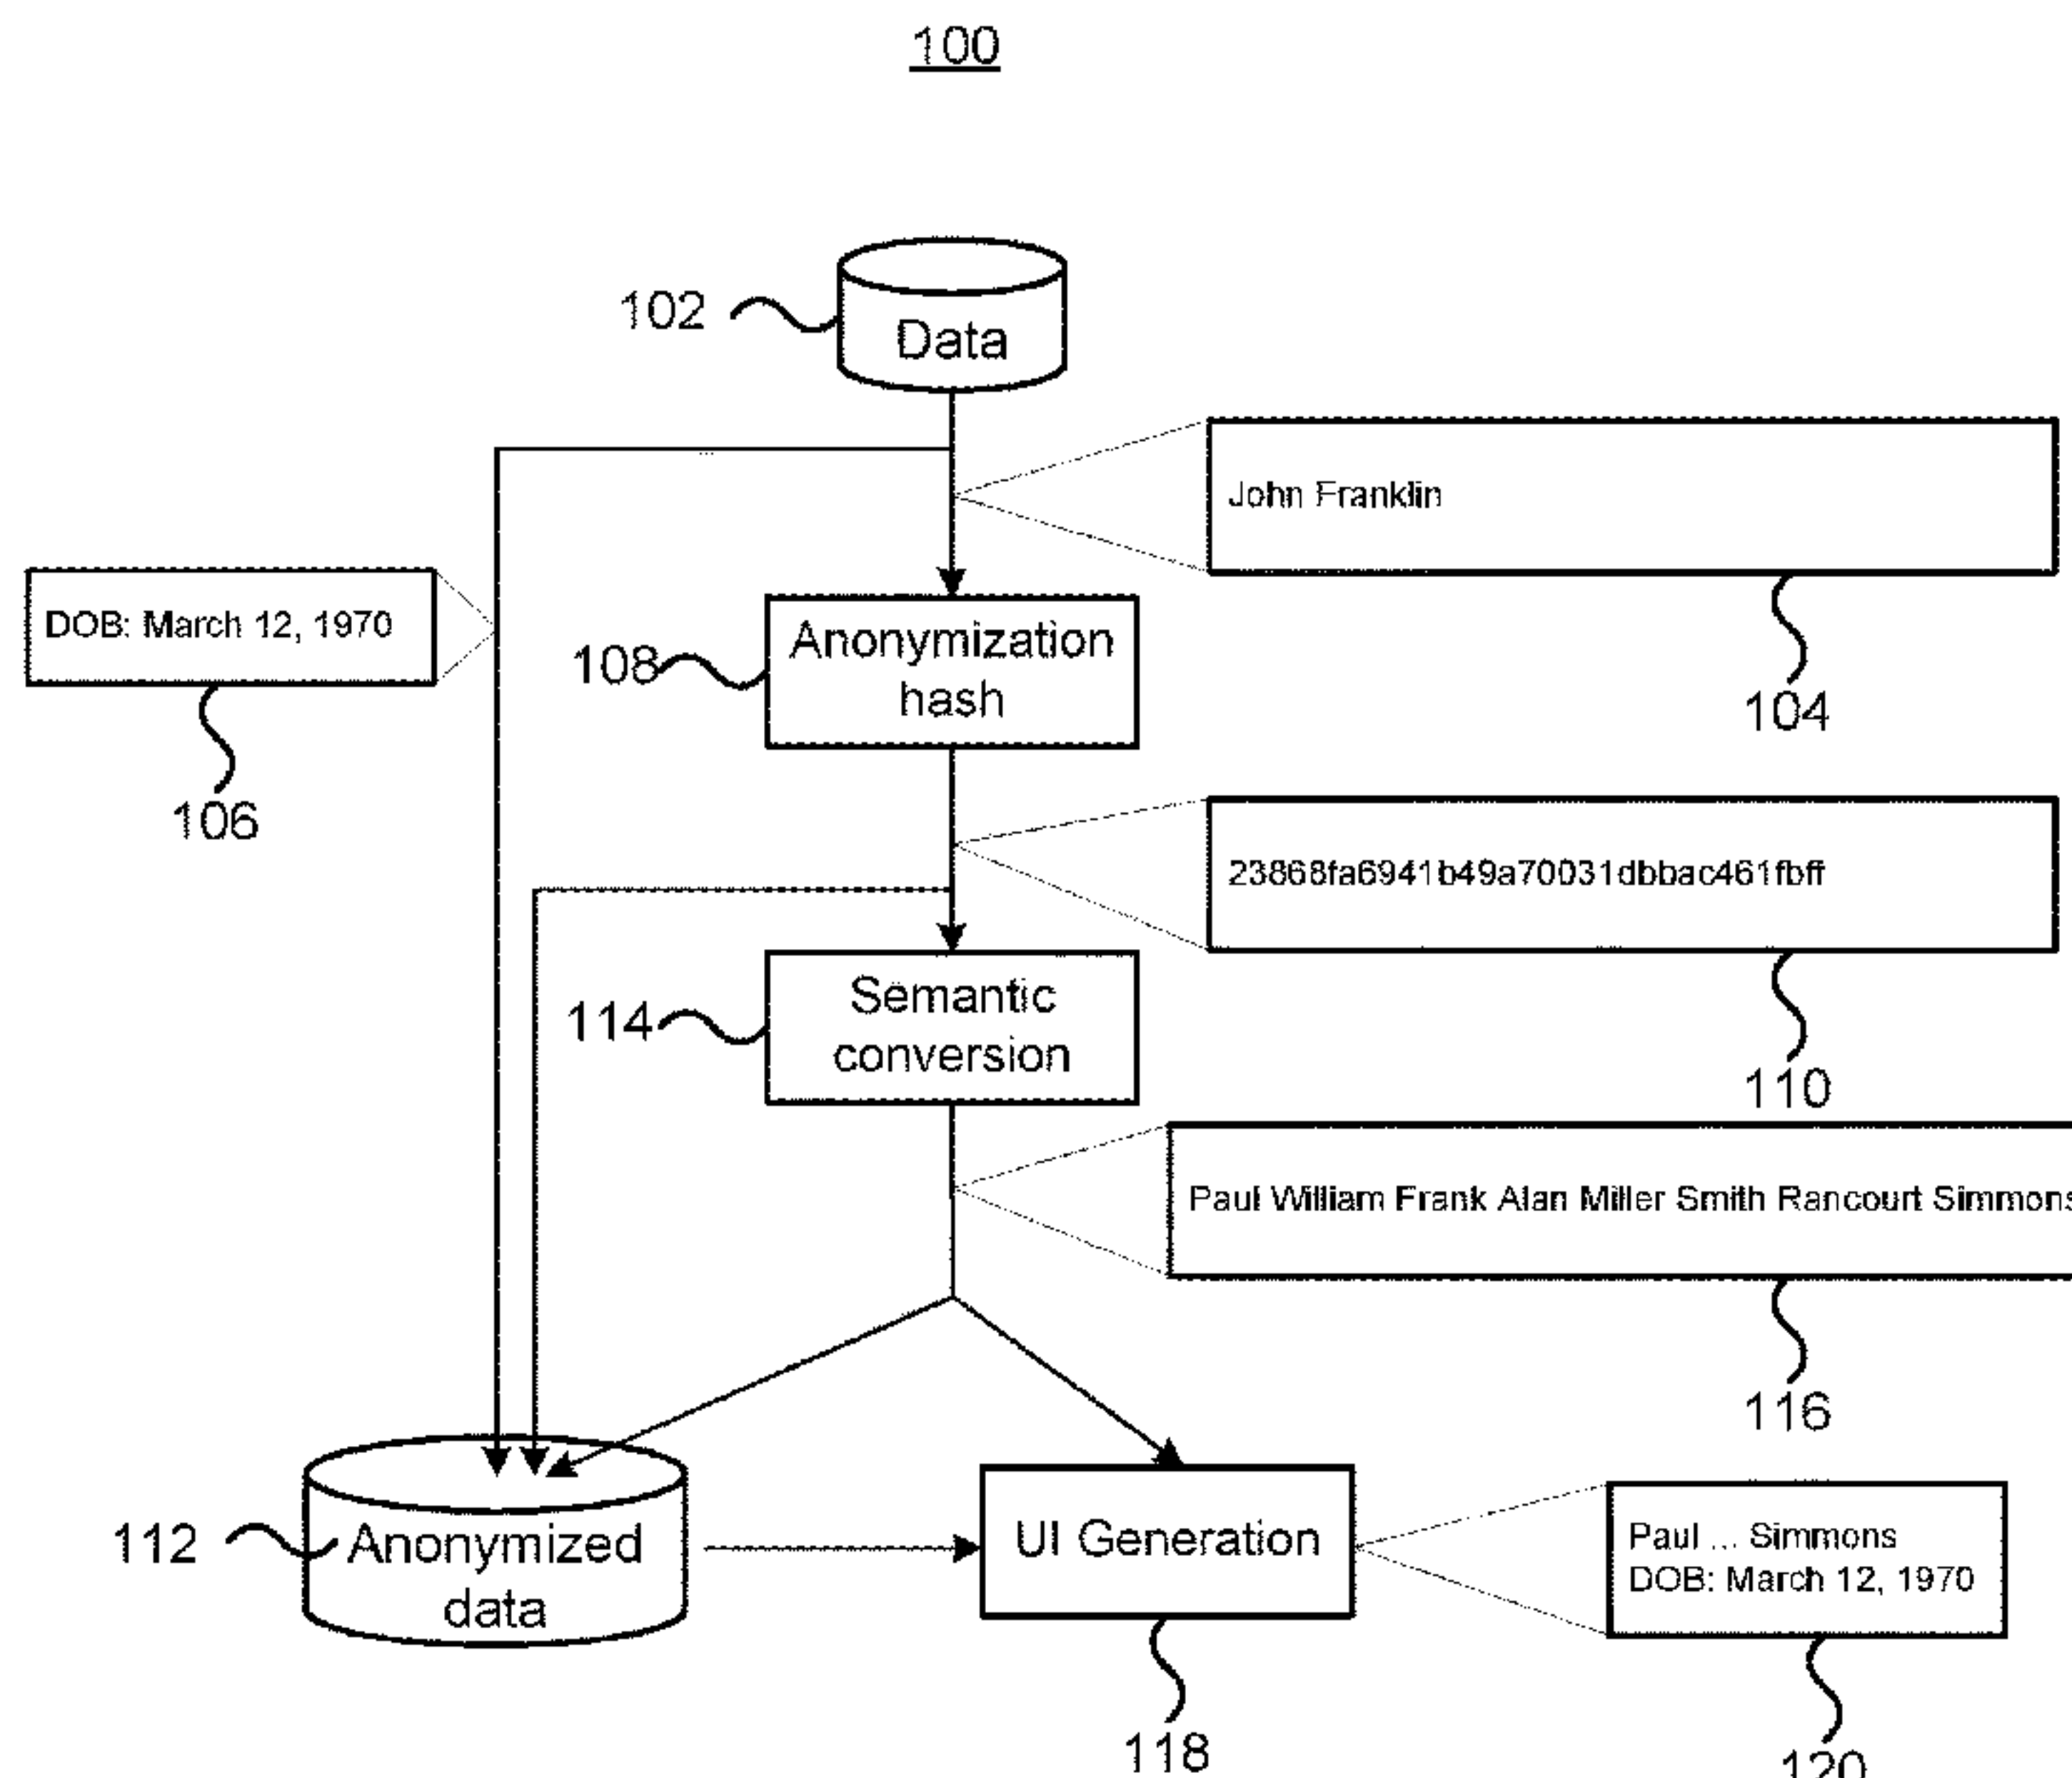 100
102
Data
John Franklin
104
DOB: March 12, 1970
106
108
Anonymization
hash
23868fa6941b49a70031dbbac461fbff
110
114
Semantic
conversion
Paul William Frank Alan Miller Smith Rancourt Simmons
116
112
Anonymized
data
UI Generation
118
Paul ... Simmons
DOB: March 12, 1970
120